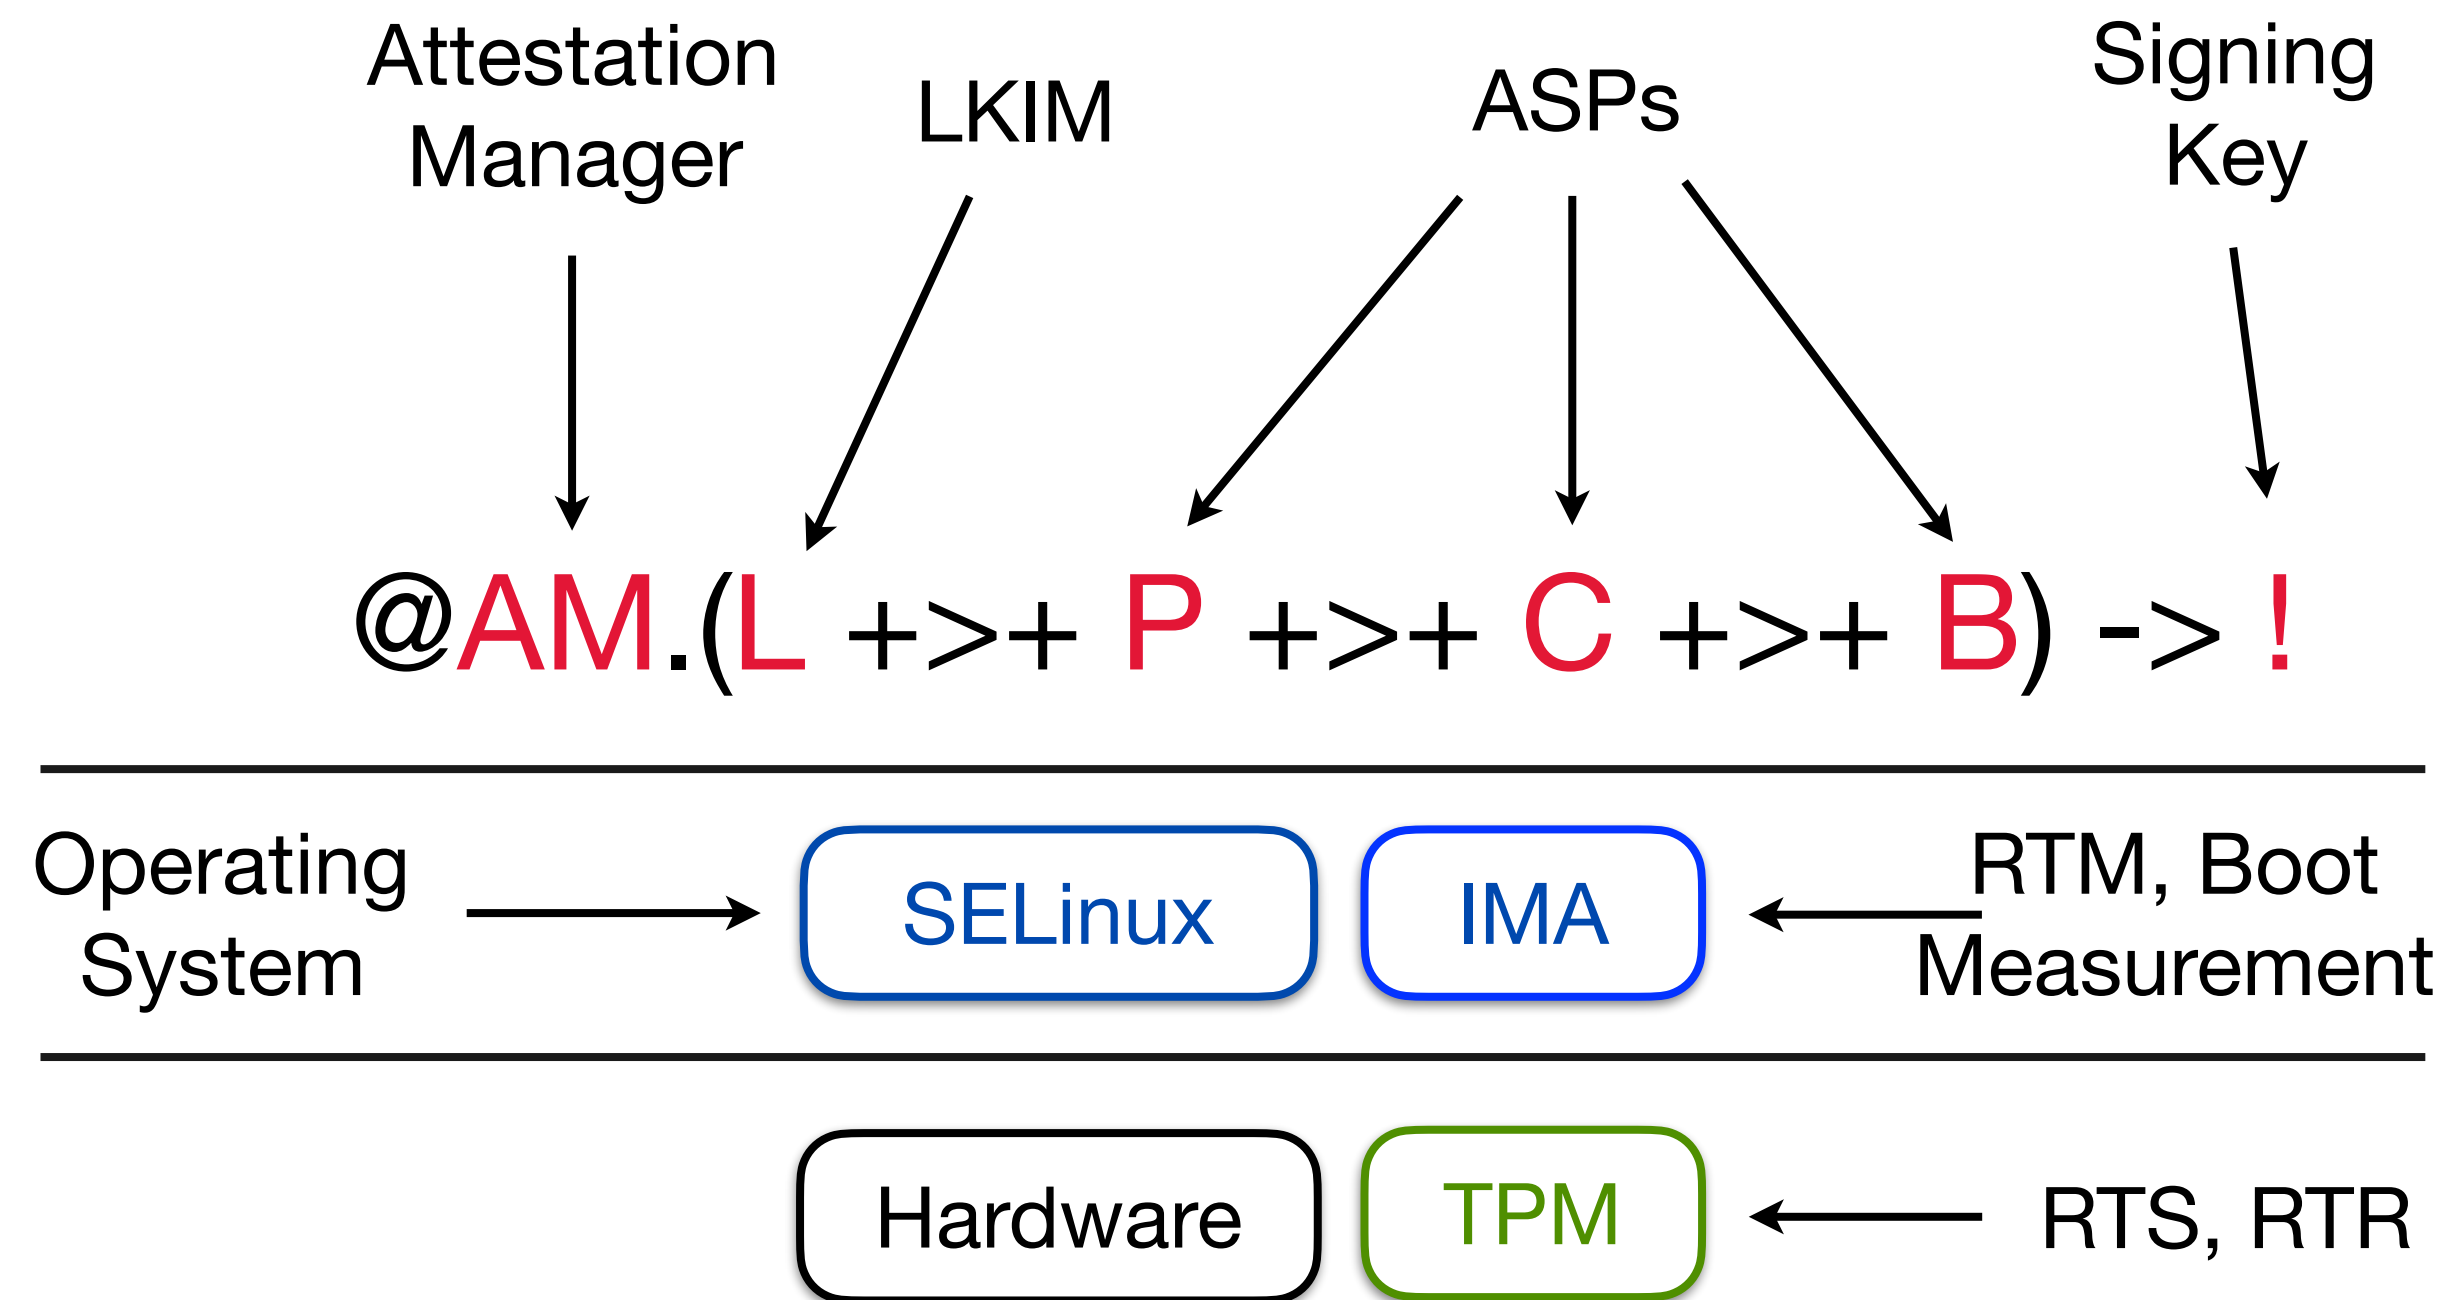 Attestation
Manager
LKIM
ASPs
Signing
Key
@AM.(L +>+ P +>+ C +>+ B) -> !
Operating
System
SELinux
IMA
RTM, Boot
Measurement
Hardware
TPM
RTS, RTR